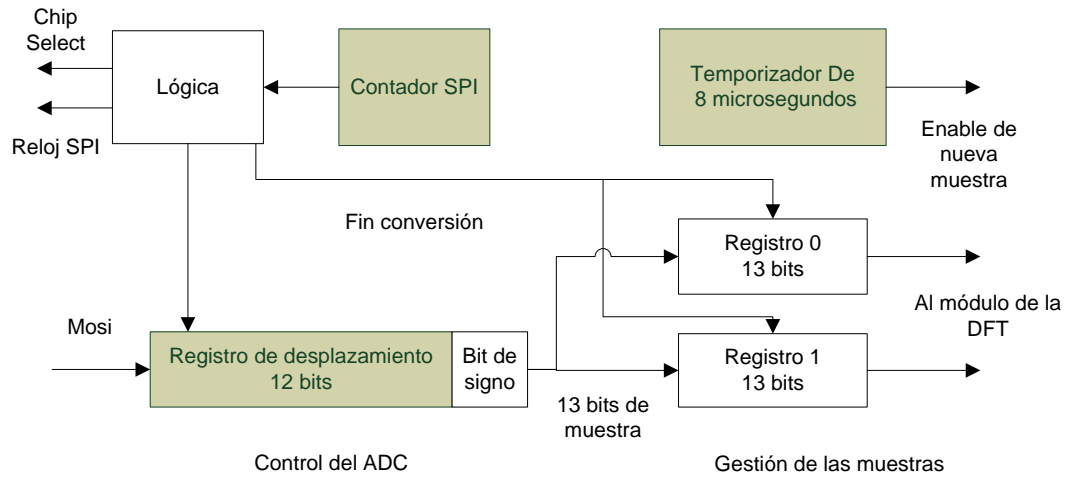 Chip
Select
Lógica
Contador SPI
Temporizador De
8 microsegundos
Reloj SPI
Enable de
nueva
muestra
Fin conversión
Registro 0
13 bits
Mosi
Al módulo de la
DFT
Registro de desplazamiento
12 bits
Bit de
signo
Registro 1
13 bits
13 bits de
muestra
Control del ADC
Gestión de las muestras